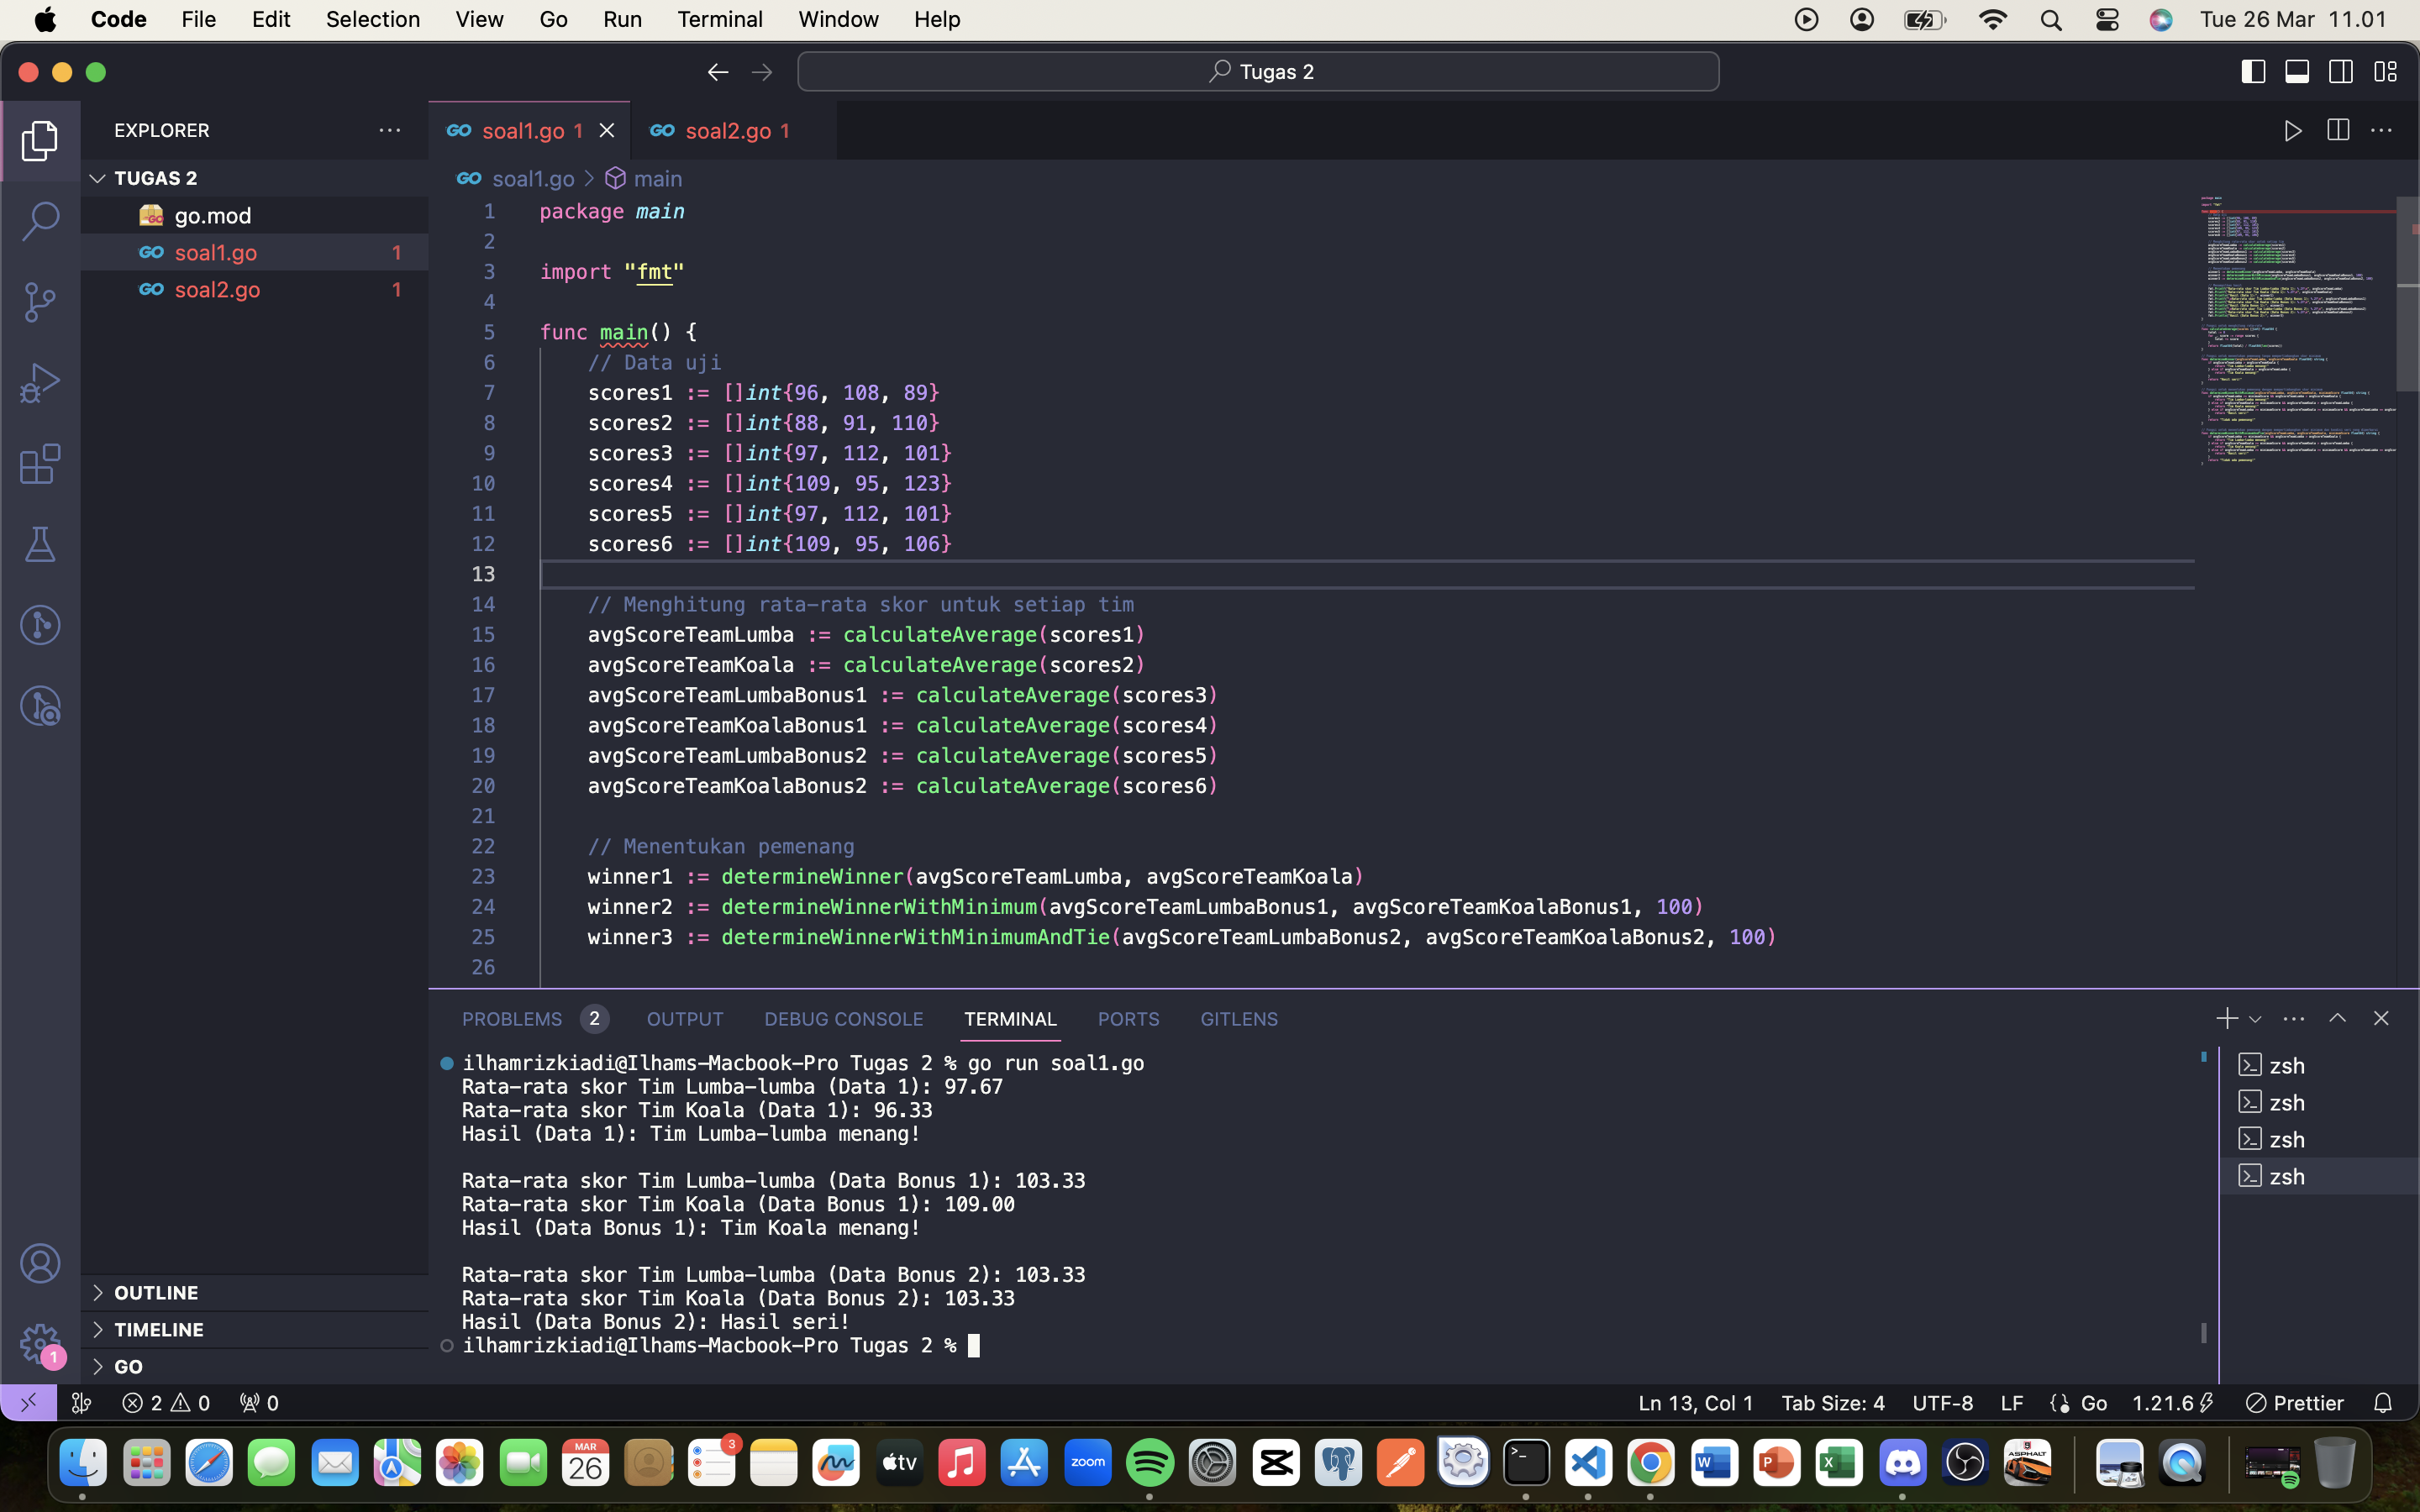 Code File Edit Selection View Go Run Terminal Window Help Tue 26 Mar 11.01
Tugas 2
EXPLORER
TUGAS 2
go.mod
GO soal1.go 1
GO soal2.go 1
GO soal1.go 1 GO soal2.go 1
GO soal1.go > main
1 package main
2
3 import "fmt"
4
5 func main() {
6 // Data uji
7 scores1 := []int{96, 108, 89}
8 scores2 := []int{88, 91, 110}
9 scores3 := []int{97, 112, 101}
10 scores4 := []int{109, 95, 123}
11 scores5 := []int{97, 112, 101}
12 scores6 := []int{109, 95, 106}
13
14 // Menghitung rata-rata skor untuk setiap tim
15 avgScoreTeamLumba := calculateAverage(scores1)
16 avgScoreTeamKoala := calculateAverage(scores2)
17 avgScoreTeamLumbaBonus1 := calculateAverage(scores3)
18 avgScoreTeamKoalaBonus1 := calculateAverage(scores4)
19 avgScoreTeamLumbaBonus2 := calculateAverage(scores5)
20 avgScoreTeamKoalaBonus2 := calculateAverage(scores6)
21
22 // Menentukan pemenang
23 winner1 := determineWinner(avgScoreTeamLumba, avgScoreTeamKoala)
24 winner2 := determineWinnerWithMinimum(avgScoreTeamLumbaBonus1, avgScoreTeamKoalaBonus1, 100)
25 winner3 := determineWinnerWithMinimumAndTie(avgScoreTeamLumbaBonus2, avgScoreTeamKoalaBonus2, 100)
26
PROBLEMS 2 OUTPUT DEBUG CONSOLE TERMINAL PORTS GITLENS
ilhamrizkiadi@Ilhams-Macbook-Pro Tugas 2 % go run soal1.go
Rata-rata skor Tim Lumba-lumba (Data 1): 97.67
Rata-rata skor Tim Koala (Data 1): 96.33
Hasil (Data 1): Tim Lumba-lumba menang!
Rata-rata skor Tim Lumba-lumba (Data Bonus 1): 103.33
Rata-rata skor Tim Koala (Data Bonus 1): 109.00
Hasil (Data Bonus 1): Tim Koala menang!
Rata-rata skor Tim Lumba-lumba (Data Bonus 2): 103.33
Rata-rata skor Tim Koala (Data Bonus 2): 103.33
Hasil (Data Bonus 2): Hasil seri!
ilhamrizkiadi@Ilhams-Macbook-Pro Tugas 2 %
zsh
zsh
zsh
zsh
OUTLINE
TIMELINE
GO
1
2 0 0 Ln 13, Col 1 Tab Size: 4 UTF-8 LF Go 1.21.6 Prettier
MAR
26
3
tv
zoom
W
P
X
ASPHALT